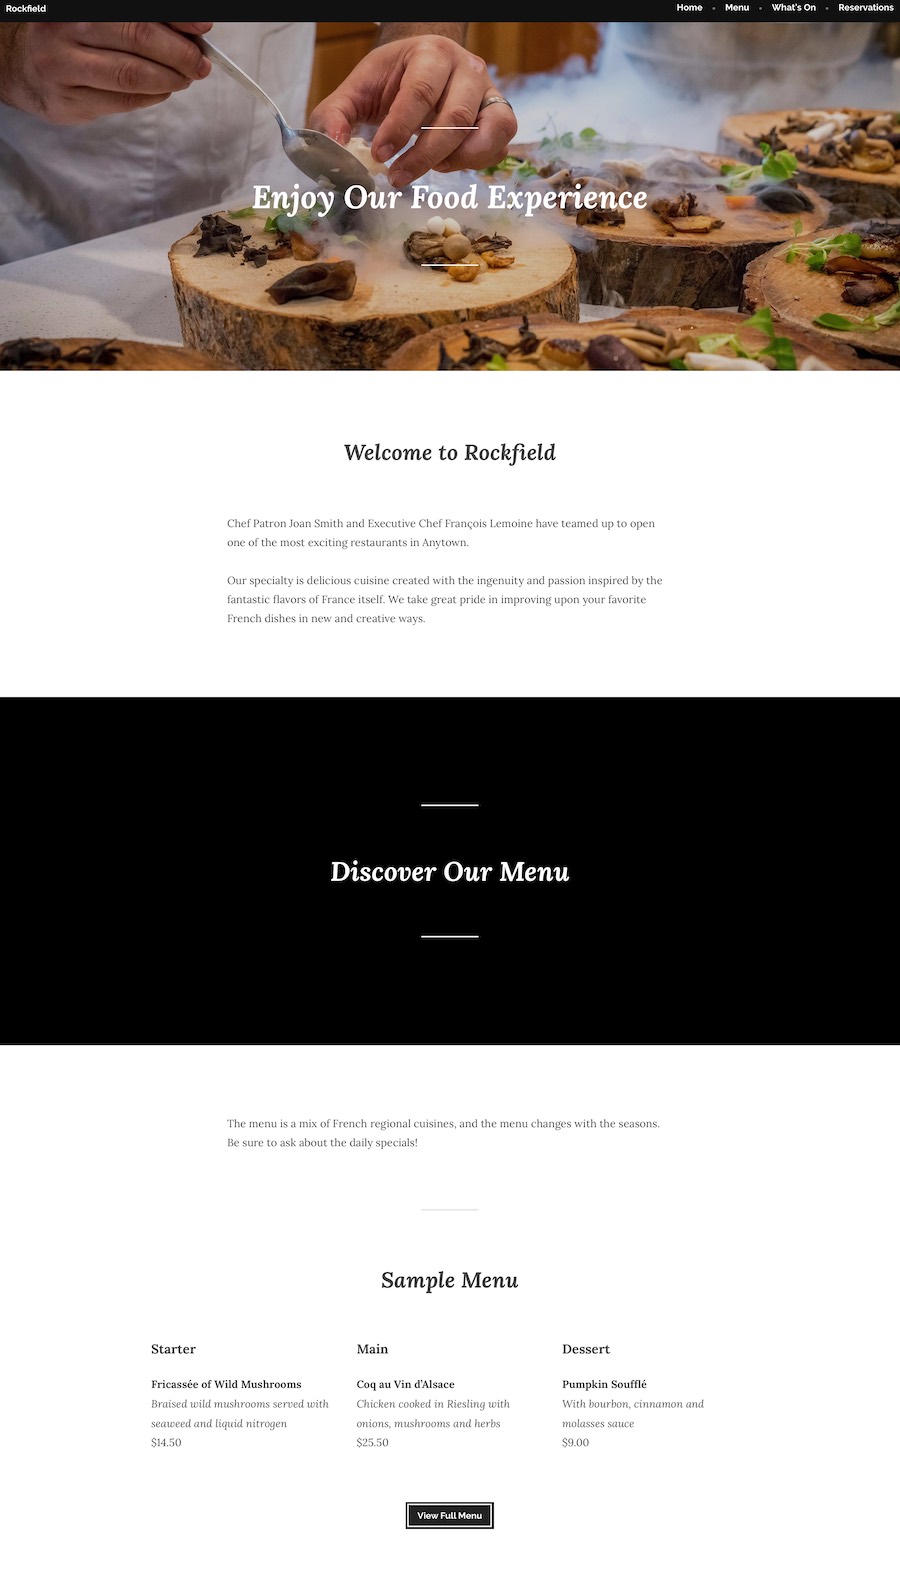 Rockfield
Home • Menu • What's On • Reservations
Enjoy Our Food Experience
Welcome to Rockfield
Chef Patron Joan Smith and Executive Chef François Lemoine have teamed up to open
one of the most exciting restaurants in Anytown.
Our specialty is delicious cuisine created with the ingenuity and passion inspired by the
fantastic flavors of France itself. We take great pride in improving upon your favorite
French dishes in new and creative ways.
Discover Our Menu
The menu is a mix of French regional cuisines, and the menu changes with the seasons.
Be sure to ask about the daily specials!
Sample Menu
Starter
Fricassée of Wild Mushrooms
Braised wild mushrooms served with
seaweed and liquid nitrogen
$14.50
Main
Coq au Vin d'Alsace
Chicken cooked in Riesling with
onions, mushrooms and herbs
$25.50
Dessert
Pumpkin Soufflé
With bourbon, cinnamon and
molasses sauce
$9.00
View Full Menu